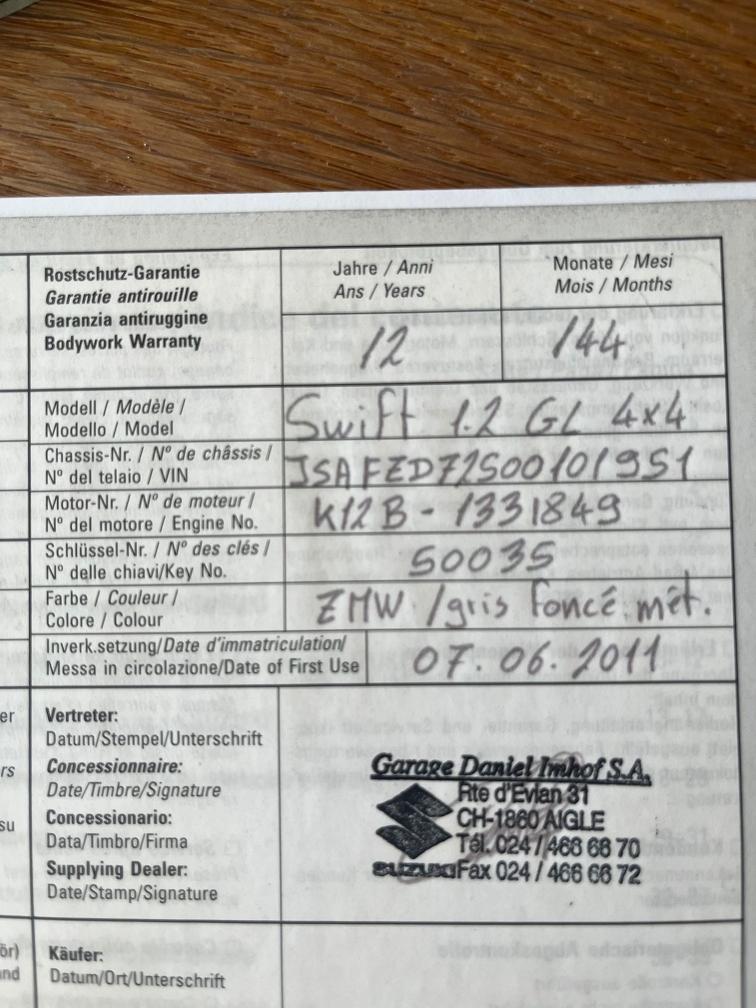 Rostschutz-Garantie
Garantie antirouille
Garanzia antiruggine
Bodywork Warranty
Jahre / Anni
Ans / Years
Monate / Mesi
Mois / Months
12
144
Modell / Modèle /
Modello / Model
Swift 1.2 GL 4x4
Chassis-Nr. / N° de châssis /
N° del telaio / VIN
JSAFZD72S00101951
Motor-Nr. / N° de moteur /
N° del motore / Engine No.
K12B - 1331849
Schlüssel-Nr. / N° des clés /
N° delle chiavi/Key No.
50035
Farbe / Couleur /
Colore / Colour
ZMW / gris foncé mét.
Inverk.setzung/Date d'immatriculation/
Messa in circolazione/Date of First Use
07.06.2011
er
Vertreter:
Datum/Stempel/Unterschrift
rs
Concessionnaire:
Date/Timbre/Signature
su
Concessionario:
Data/Timbro/Firma
Supplying Dealer:
Date/Stamp/Signature
Garage Daniel Imhof S.A.
Rte d'Evian 31
CH-1860 AIGLE
Tél. 024 / 466 66 70
SUZUKI Fax 024 / 466 66 72
ör)
nd
Käufer:
Datum/Ort/Unterschrift